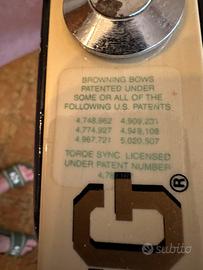 BROWNING BOWS
PATENTED UNDER
SOME OR ALL OF THE
FOLLOWING U.S. PATENTS
4,748,962 4,909,231
4,774,927 4,949,108
4,967,721 5,020,507
TORQE SYNC. LICENSED
UNDER PATENT NUMBER
G®
subito